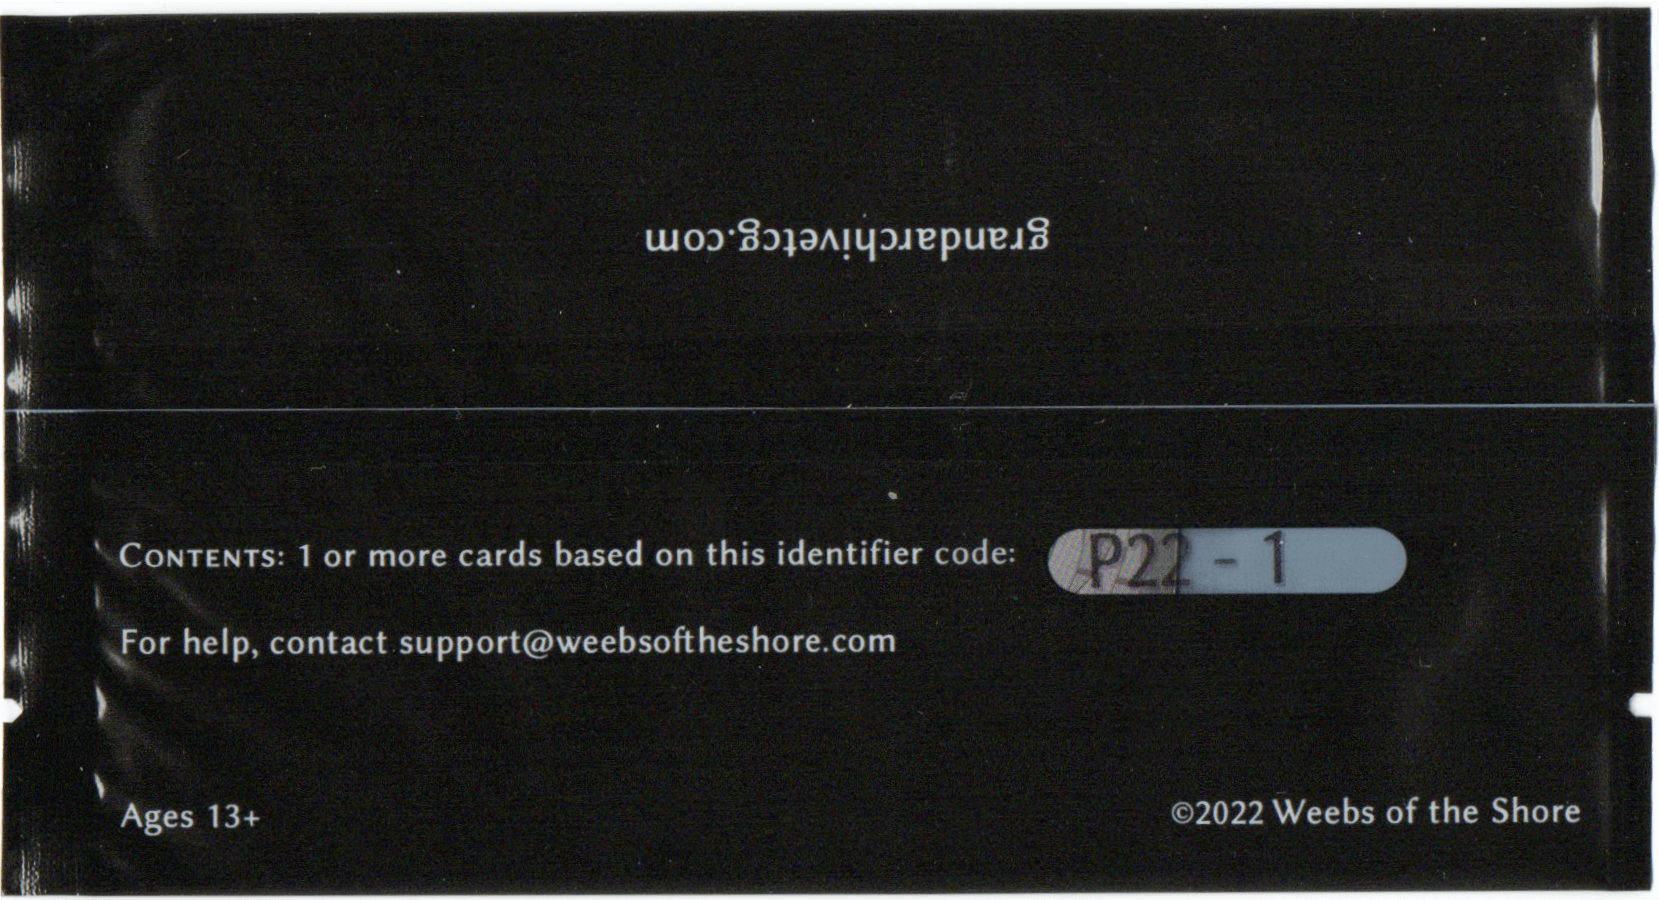 grandarchivetcg.com
CONTENTS: 1 or more cards based on this identifier code: P22 - 1
For help, contact support@weebsoftheshore.com
Ages 13+
©2022 Weebs of the Shore